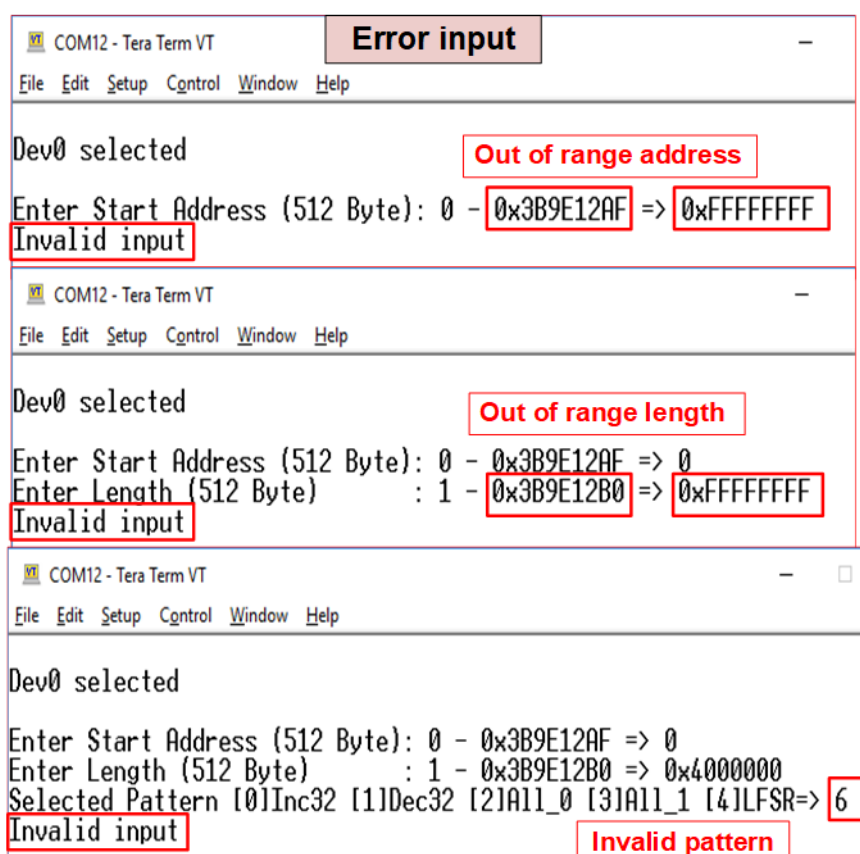 COM12 - Tera Term VT
Error input
File Edit Setup Control Window Help
Dev0 selected
Out of range address
Enter Start Address (512 Byte): 0 - 0x3B9E12AF => 0xFFFFFFFF
Invalid input
COM12 - Tera Term VT
File Edit Setup Control Window Help
Dev0 selected
Out of range length
Enter Start Address (512 Byte): 0 - 0x3B9E12AF => 0
Enter Length (512 Byte) : 1 - 0x3B9E12B0 => 0xFFFFFFFF
Invalid input
COM12 - Tera Term VT
File Edit Setup Control Window Help
Dev0 selected
Enter Start Address (512 Byte): 0 - 0x3B9E12AF => 0
Enter Length (512 Byte) : 1 - 0x3B9E12B0 => 0x4000000
Selected Pattern [0]Inc32 [1]Dec32 [2]All_0 [3]All_1 [4]LFSR=> 6
Invalid input
Invalid pattern